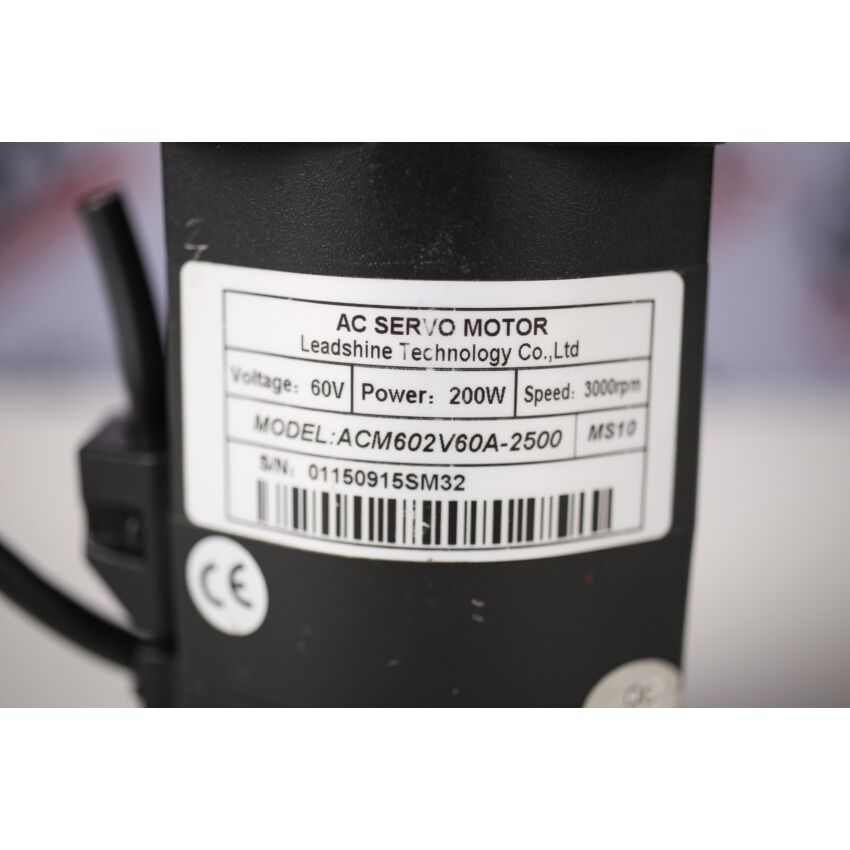 AC SERVO MOTOR
Leadshine Technology Co.,Ltd
Voltage: 60V Power: 200W Speed: 3000rpm
MODEL:ACM602V60A-2500 MS10
S/N: 01150915SM32
CE